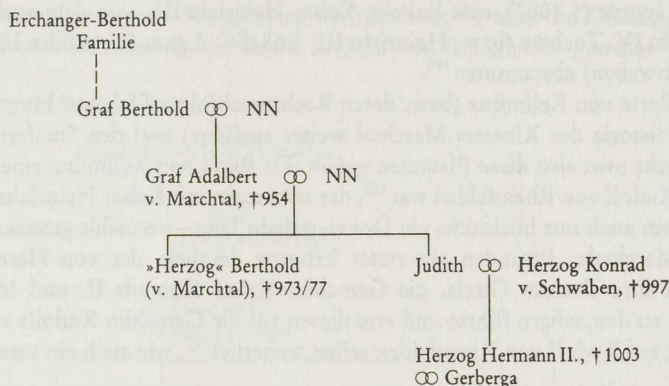 Erchanger-Berthold
Familie
Graf Berthold ⚭ NN
Graf Adalbert ⚭ NN
v. Marchtal, †954
»Herzog« Berthold
(v. Marchtal), †973/77
Judith ⚭ Herzog Konrad
v. Schwaben, †997
Herzog Hermann II., †1003
⚭ Gerberga